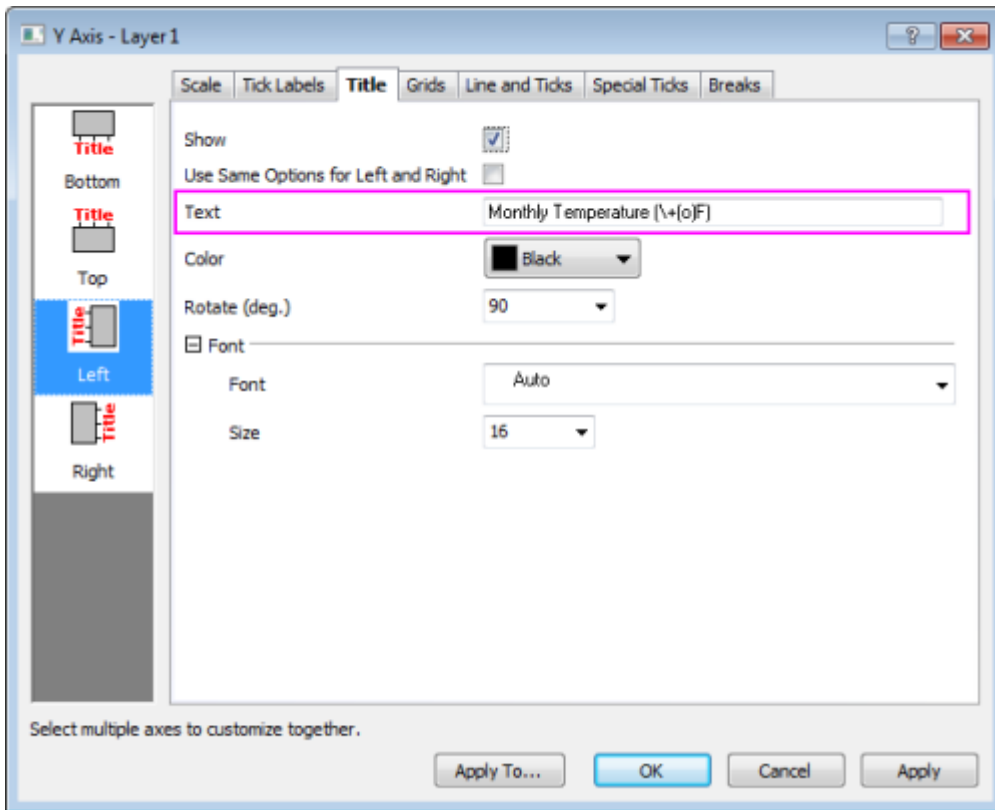 Y Axis - Layer 1
Scale Tick Labels Title Grids Line and Ticks Special Ticks Breaks
Title
Bottom
Title
Top
Title
Left
Title
Right
Show
Use Same Options for Left and Right
Text Monthly Temperature (\+(o)F)
Color Black
Rotate (deg.) 90
Font
Font Auto
Size 16
Select multiple axes to customize together.
Apply To... OK Cancel Apply